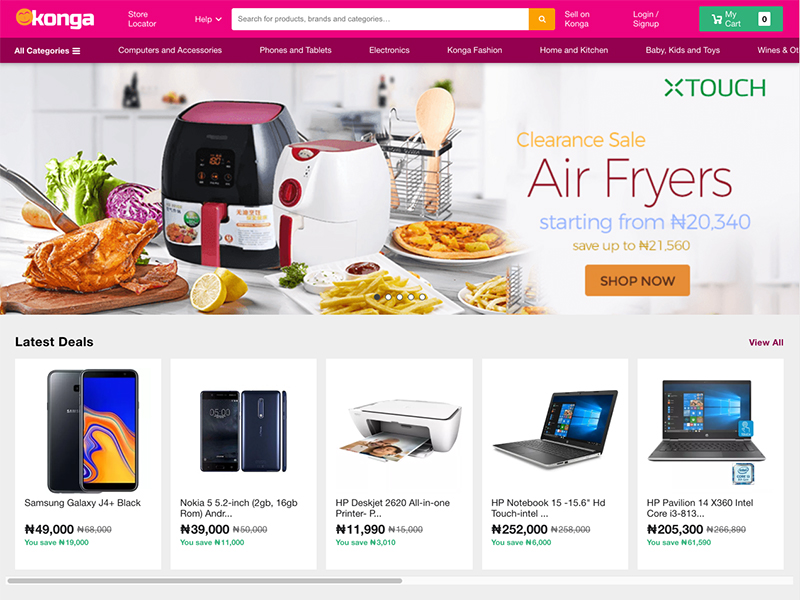 konga
Store
Locator
Help
Search for products, brands and categories…
Sell on
Konga
Login /
Signup
My
Cart
0
All Categories
Computers and Accessories
Phones and Tablets
Electronics
Konga Fashion
Home and Kitchen
Baby, Kids and Toys
Wines & Ot
XTOUCH
Clearance Sale
Air Fryers
starting from ₦20,340
save up to ₦21,560
SHOP NOW
Latest Deals
View All
Samsung Galaxy J4+ Black
₦49,000 ₦68,000
You save ₦19,000
Nokia 5 5.2-inch (2gb, 16gb
Rom) Andr...
₦39,000 ₦50,000
You save ₦11,000
HP Deskjet 2620 All-in-one
Printer- P...
₦11,990 ₦15,000
You save ₦3,010
HP Notebook 15 -15.6" Hd
Touch-intel ...
₦252,000 ₦258,000
You save ₦6,000
HP Pavilion 14 X360 Intel
Core i3-813...
₦205,300 ₦266,890
You save ₦61,590